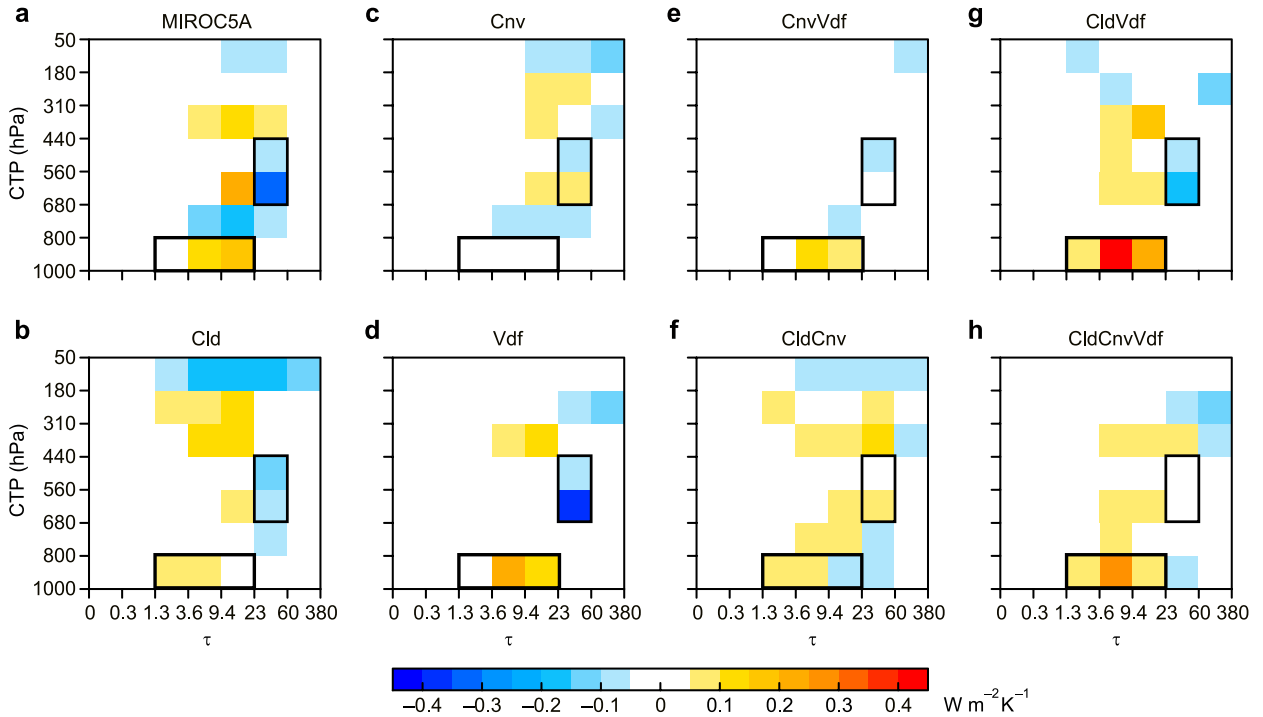 a
MIROC5A
c
Cnv
e
CnvVdf
g
CldVdf
CTP (hPa)
50
180
310
440
560
680
800
1000
b
Cld
d
Vdf
f
CldCnv
h
CldCnvVdf
CTP (hPa)
50
180
310
440
560
680
800
1000
0 0.3 1.3 3.6 9.4 23 60 380
0 0.3 1.3 3.6 9.4 23 60 380
0 0.3 1.3 3.6 9.4 23 60 380
0 0.3 1.3 3.6 9.4 23 60 380
τ
τ
τ
τ
−0.4 −0.3 −0.2 −0.1 0 0.1 0.2 0.3 0.4 W m⁻²K⁻¹